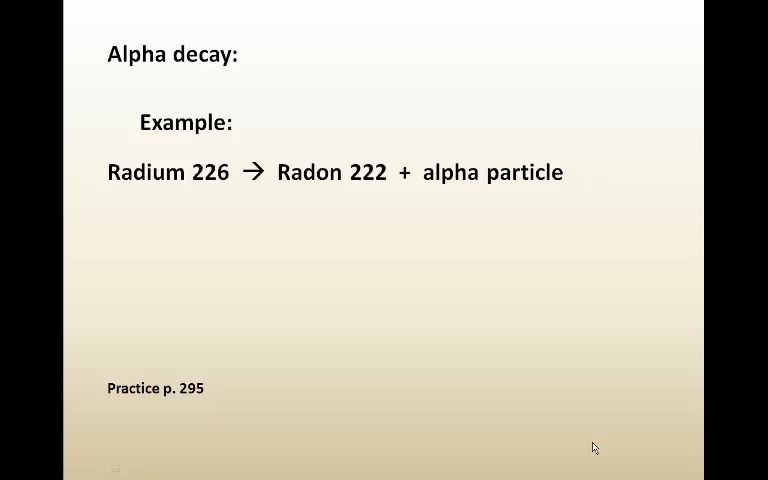 Alpha decay:
Example:
Radium 226 → Radon 222 + alpha particle
Practice p. 295